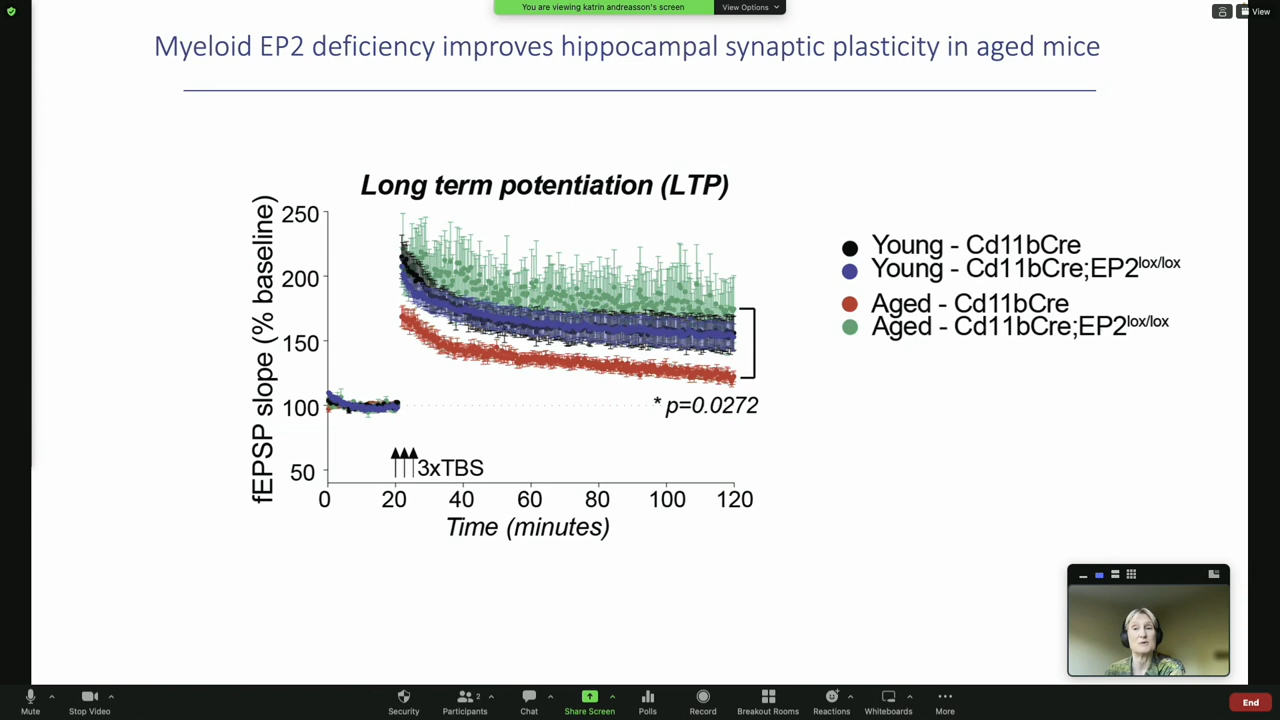 You are viewing katrin andreasson's screen
View Options
View
Myeloid EP2 deficiency improves hippocampal synaptic plasticity in aged mice
Long term potentiation (LTP)
fEPSP slope (% baseline)
250
200
150
100
50
* p=0.0272
3xTBS
0 20 40 60 80 100 120
Time (minutes)
Young - Cd11bCre
Young - Cd11bCre;EP2lox/lox
Aged - Cd11bCre
Aged - Cd11bCre;EP2lox/lox
Mute
Stop Video
Security
Participants 2
Chat
Share Screen
Polls
Record
Breakout Rooms
Reactions
Whiteboards
More
End